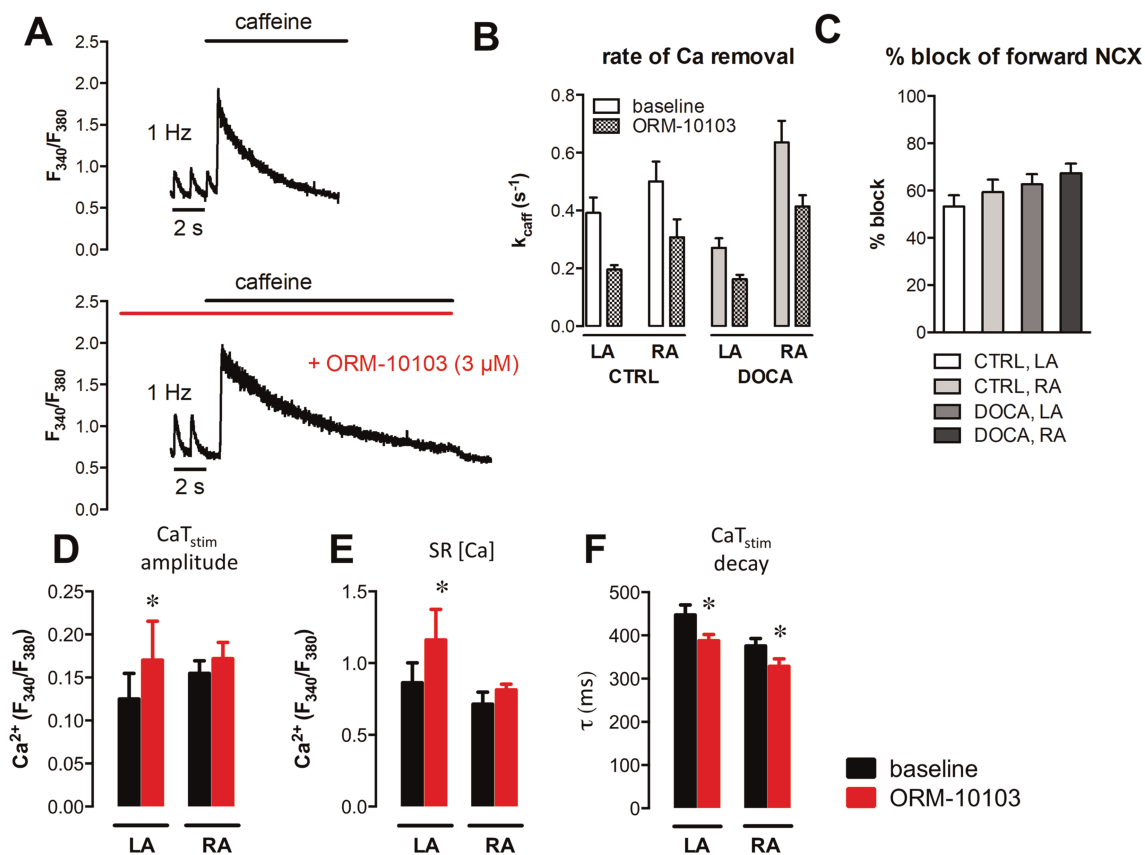 A
caffeine
2.5
2.0
1.5
1.0
0.5
0.0
F340/F380
1 Hz
2 s
caffeine
2.5
2.0
1.5
1.0
0.5
0.0
F340/F380
+ ORM-10103 (3 µM)
1 Hz
2 s
B
rate of Ca removal
baseline
ORM-10103
0.8
0.6
0.4
0.2
0.0
kcaff (s-1)
LA RA LA RA
CTRL DOCA
C
% block of forward NCX
100
80
60
40
20
0
% block
CTRL, LA
CTRL, RA
DOCA, LA
DOCA, RA
D
CaTstim
amplitude
0.25
0.20
0.15
0.10
0.05
0.00
Ca2+ (F340/F380)
*
LA RA
E
SR [Ca]
1.5
1.0
0.5
0.0
Ca2+ (F340/F380)
*
LA RA
F
CaTstim
decay
500
400
300
200
100
0
τ (ms)
* *
LA RA
baseline
ORM-10103